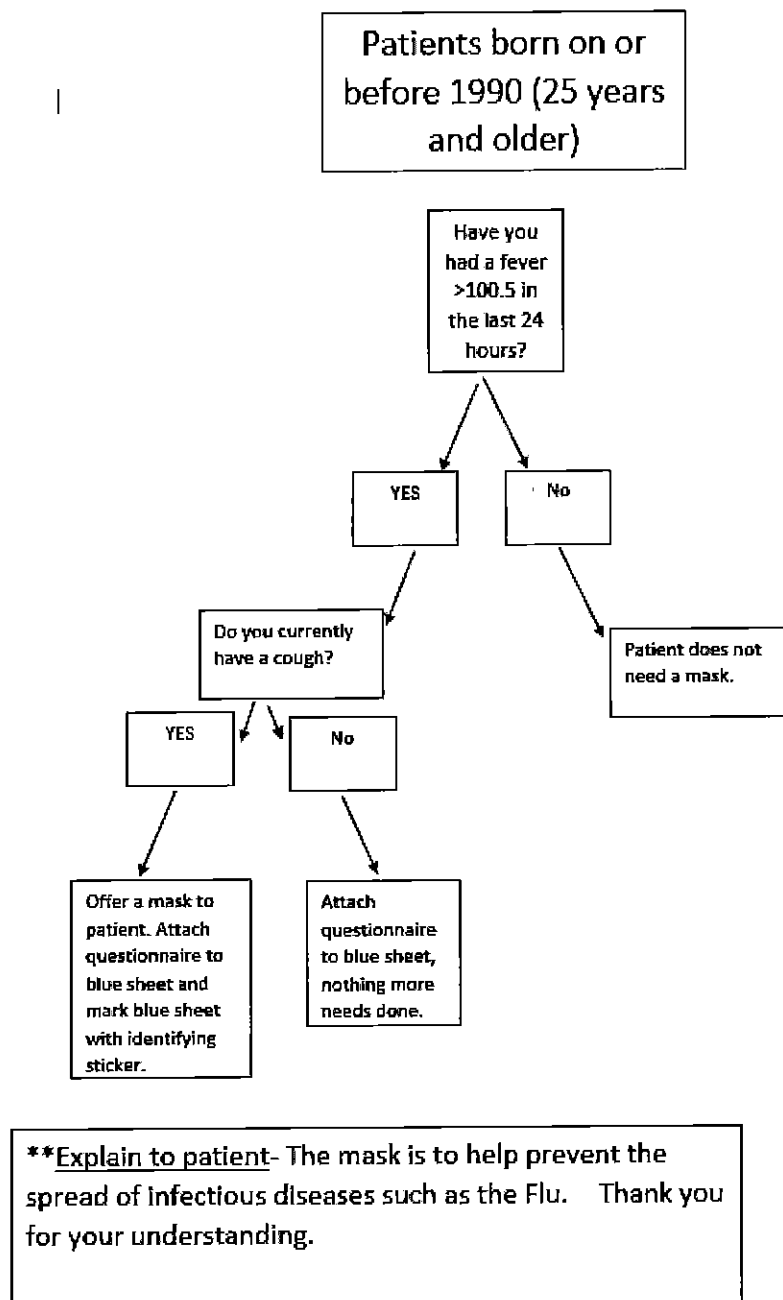 Patients born on or
before 1990 (25 years
and older)
Have you
had a fever
>100.5 in
the last 24
hours?
YES
No
Do you currently
have a cough?
Patient does not
need a mask.
YES
No
Offer a mask to
patient. Attach
questionnaire to
blue sheet and
mark blue sheet
with identifying
sticker.
Attach
questionnaire
to blue sheet,
nothing more
needs done.
**Explain to patient- The mask is to help prevent the
spread of infectious diseases such as the Flu. Thank you
for your understanding.